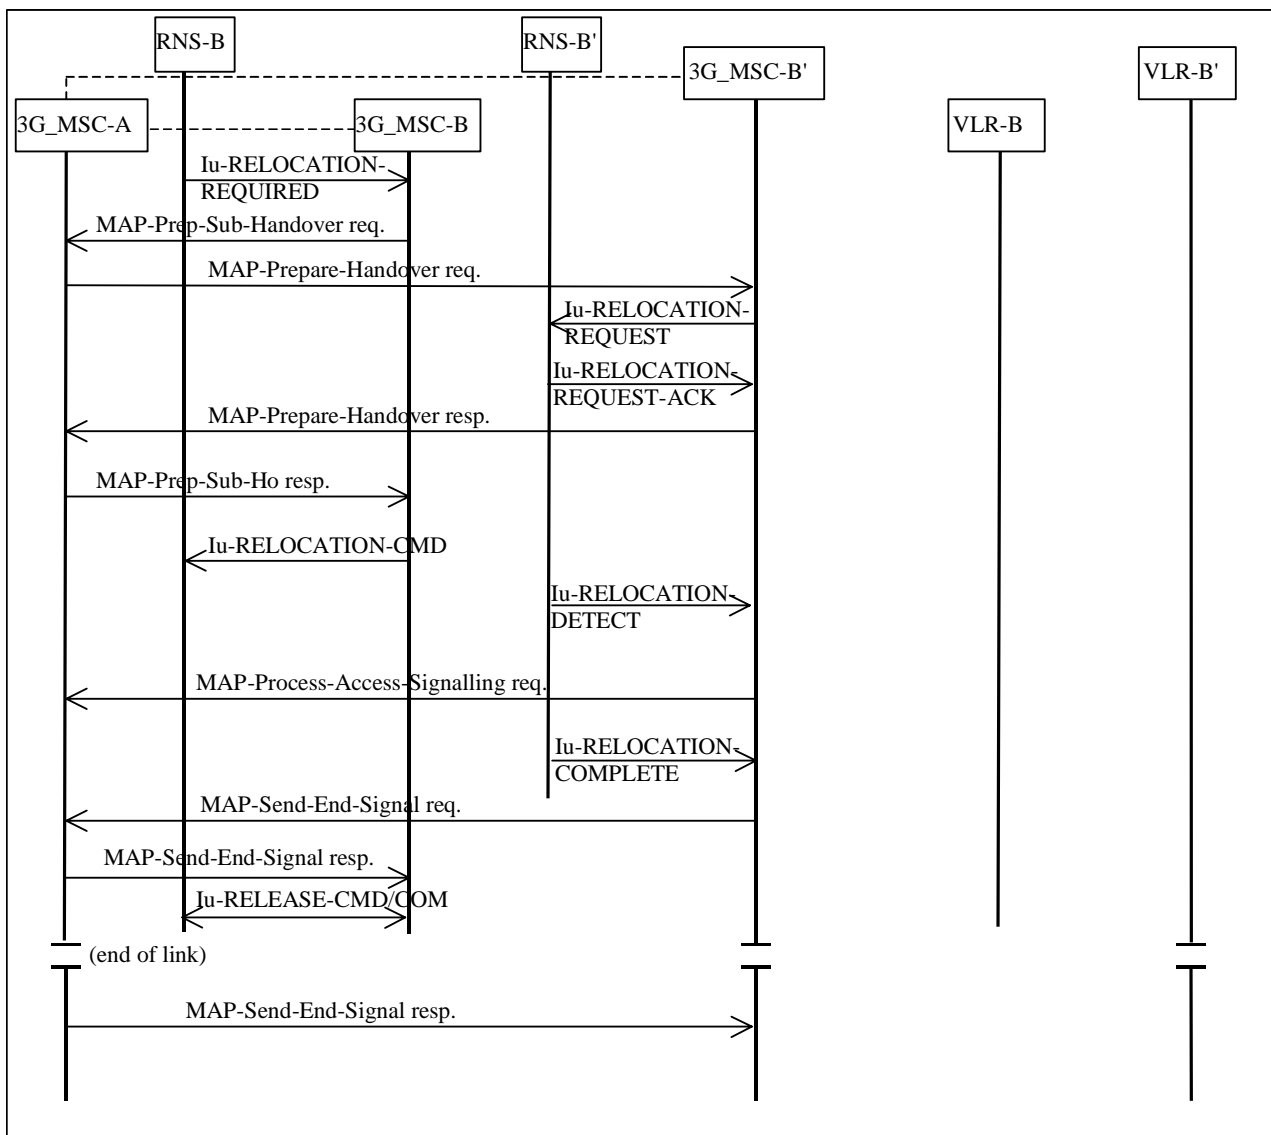 RNS-B
RNS-B'
3G_MSC-B'
VLR-B'
3G_MSC-A
3G_MSC-B
VLR-B
Iu-RELOCATION-
REQUIRED
MAP-Prep-Sub-Handover req.
MAP-Prepare-Handover req.
Iu-RELOCATION-
REQUEST
Iu-RELOCATION-
REQUEST-ACK
MAP-Prepare-Handover resp.
MAP-Prep-Sub-Ho resp.
Iu-RELOCATION-CMD
Iu-RELOCATION-
DETECT
MAP-Process-Access-Signalling req.
Iu-RELOCATION-
COMPLETE
MAP-Send-End-Signal req.
MAP-Send-End-Signal resp.
Iu-RELEASE-CMD/COM
(end of link)
MAP-Send-End-Signal resp.